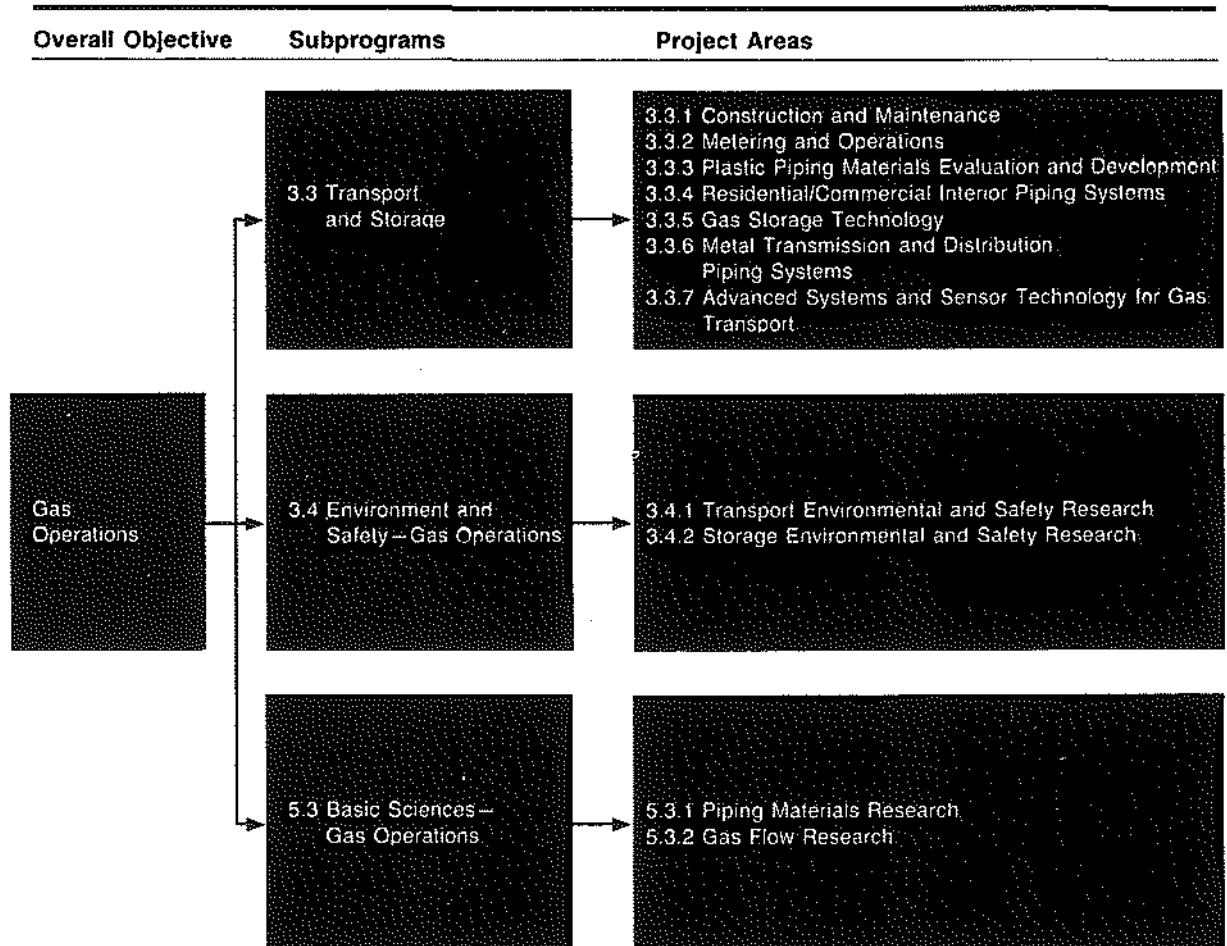 Overall Objective Subprograms Project Areas
3.3 Transport
and Storage
3.3.1 Construction and Maintenance
3.3.2 Metering and Operations
3.3.3 Plastic Piping Materials Evaluation and Development
3.3.4 Residential/Commercial Interior Piping Systems
3.3.5 Gas Storage Technology
3.3.6 Metal Transmission and Distribution
Piping Systems
3.3.7 Advanced Systems and Sensor Technology for Gas
Transport
Gas
Operations
3.4 Environment and
Safety—Gas Operations
3.4.1 Transport Environmental and Safety Research
3.4.2 Storage Environmental and Safety Research
5.3 Basic Sciences—
Gas Operations
5.3.1 Piping Materials Research
5.3.2 Gas Flow Research